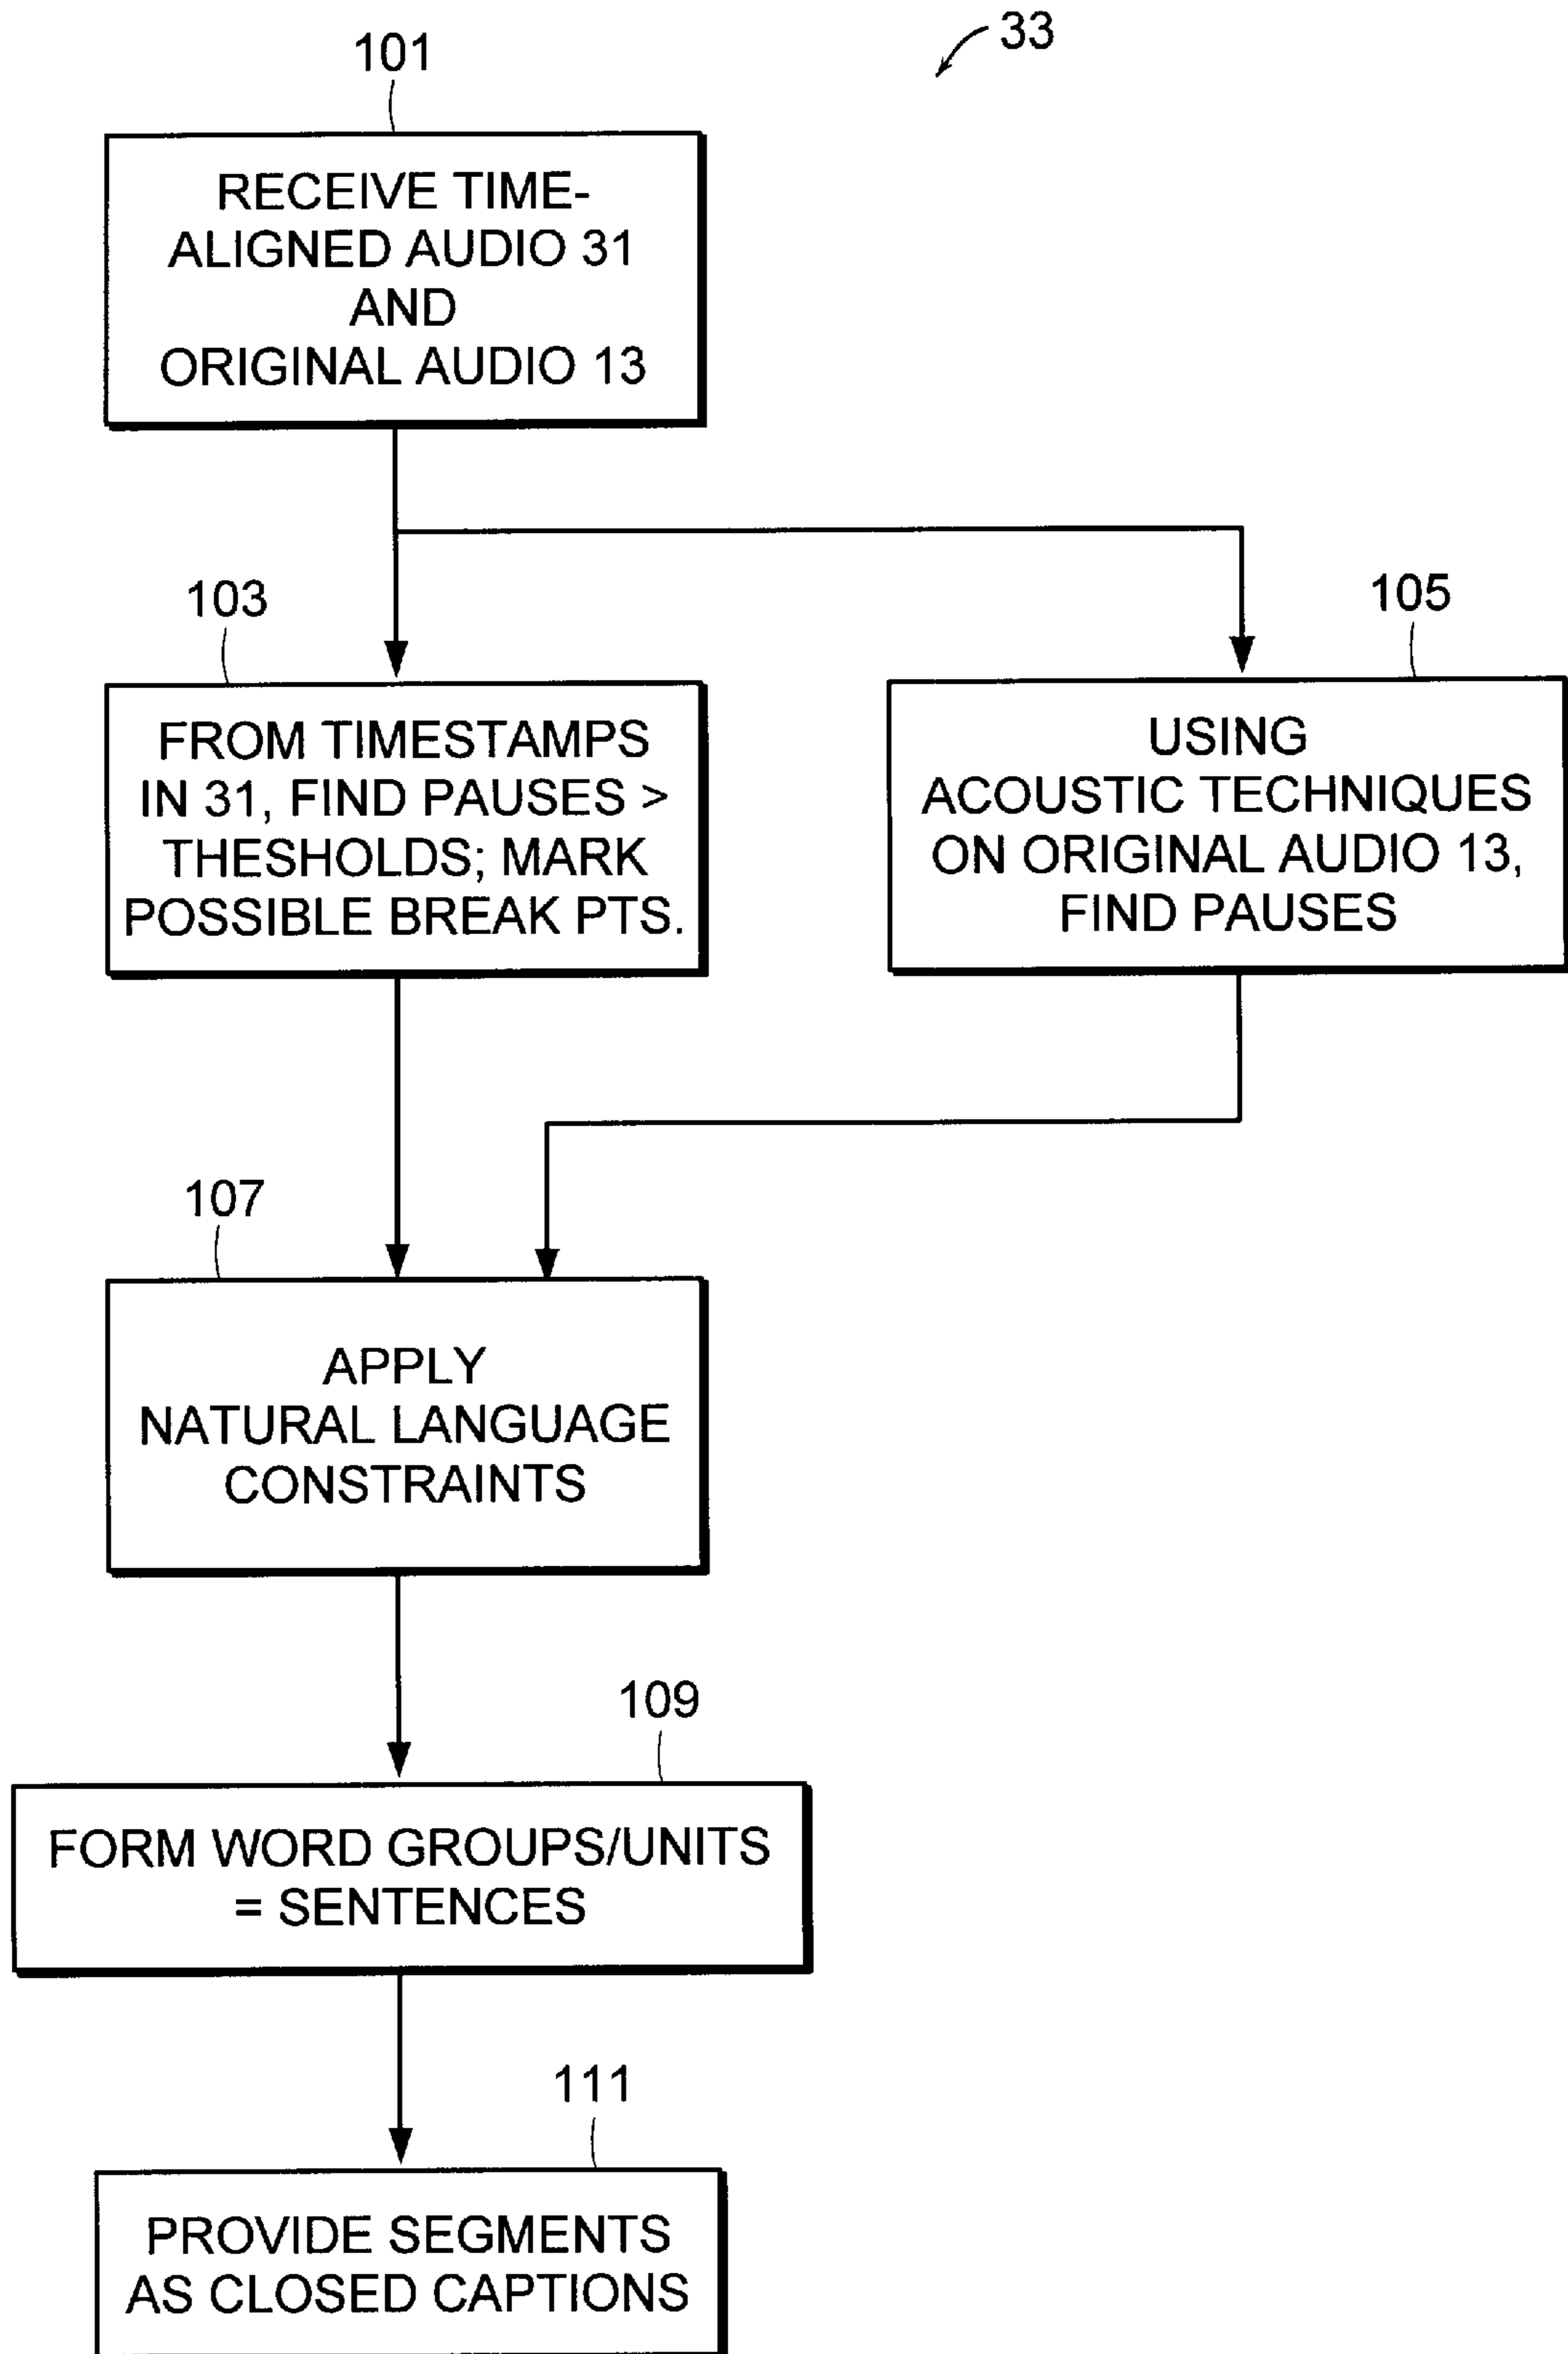 33
101
RECEIVE TIME-
ALIGNED AUDIO 31
AND
ORIGINAL AUDIO 13
103
FROM TIMESTAMPS
IN 31, FIND PAUSES >
THESHOLDS; MARK
POSSIBLE BREAK PTS.
105
USING
ACOUSTIC TECHNIQUES
ON ORIGINAL AUDIO 13,
FIND PAUSES
107
APPLY
NATURAL LANGUAGE
CONSTRAINTS
109
FORM WORD GROUPS/UNITS
= SENTENCES
111
PROVIDE SEGMENTS
AS CLOSED CAPTIONS